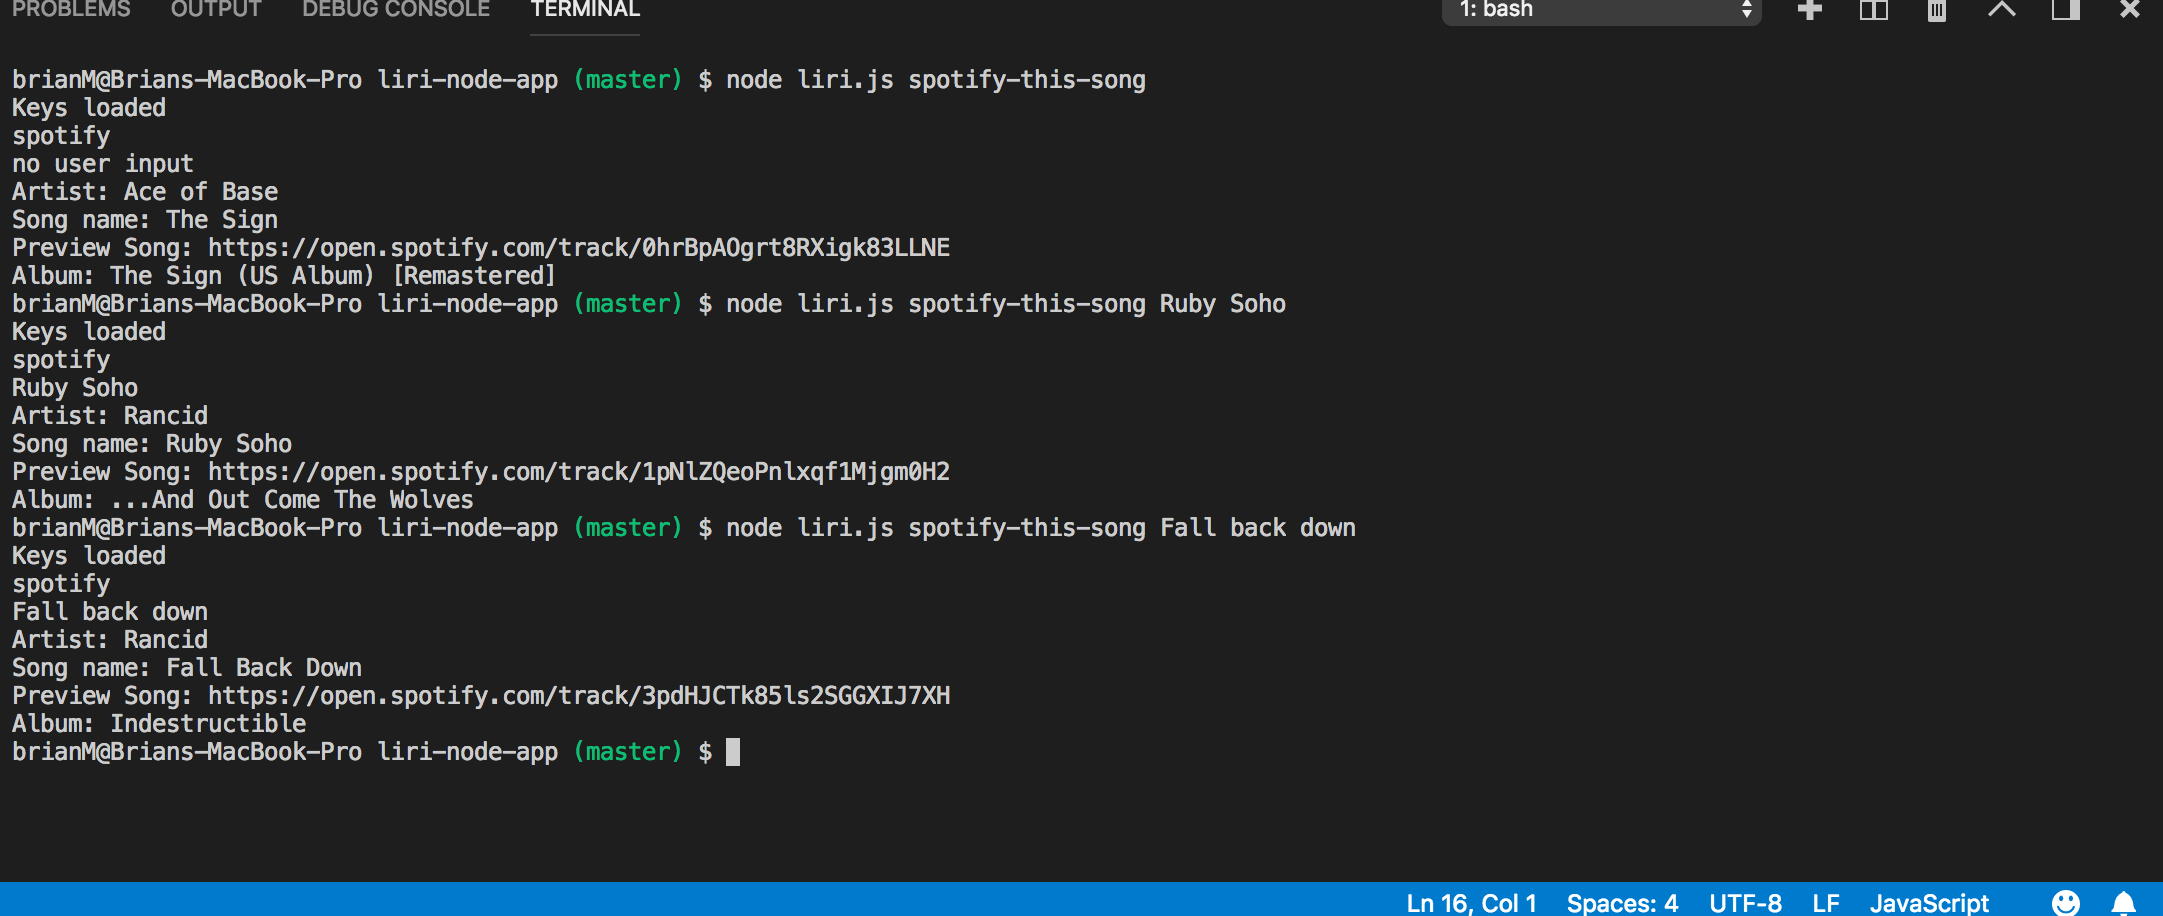 PROBLEMS OUTPUT DEBUG CONSOLE TERMINAL 1: bash
brianM@Brians-MacBook-Pro liri-node-app (master) $ node liri.js spotify-this-song
Keys loaded
spotify
no user input
Artist: Ace of Base
Song name: The Sign
Preview Song: https://open.spotify.com/track/0hrBpAOgrt8RXigk83LLNE
Album: The Sign (US Album) [Remastered]
brianM@Brians-MacBook-Pro liri-node-app (master) $ node liri.js spotify-this-song Ruby Soho
Keys loaded
spotify
Ruby Soho
Artist: Rancid
Song name: Ruby Soho
Preview Song: https://open.spotify.com/track/1pNlZQeoPnlxqf1Mjgm0H2
Album: ...And Out Come The Wolves
brianM@Brians-MacBook-Pro liri-node-app (master) $ node liri.js spotify-this-song Fall back down
Keys loaded
spotify
Fall back down
Artist: Rancid
Song name: Fall Back Down
Preview Song: https://open.spotify.com/track/3pdHJCTk85ls2SGGXIJ7XH
Album: Indestructible
brianM@Brians-MacBook-Pro liri-node-app (master) $
Ln 16, Col 1 Spaces: 4 UTF-8 LF JavaScript